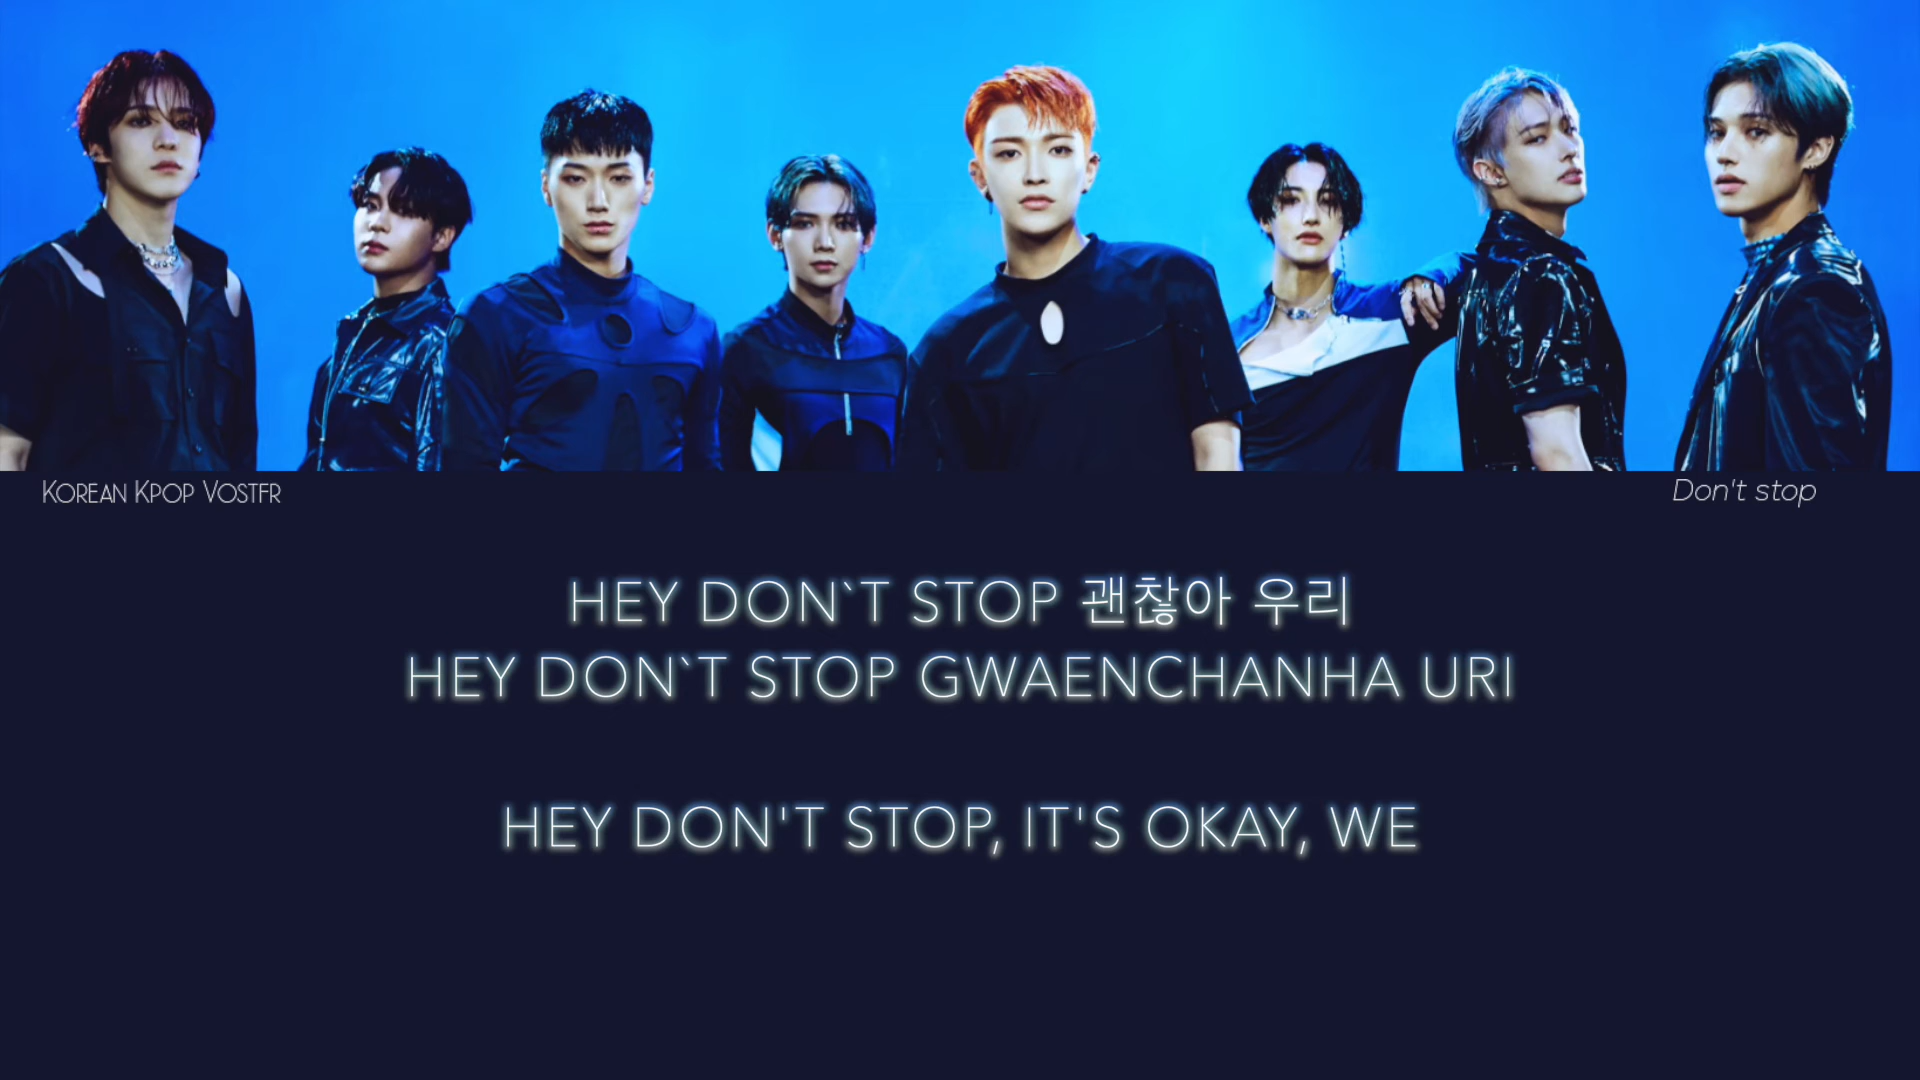 KOREAN KPOP VOSTFR
Don't stop
HEY DON`T STOP 괜찮아 우리
HEY DON`T STOP GWAENCHANHA URI
HEY DON'T STOP, IT'S OKAY, WE